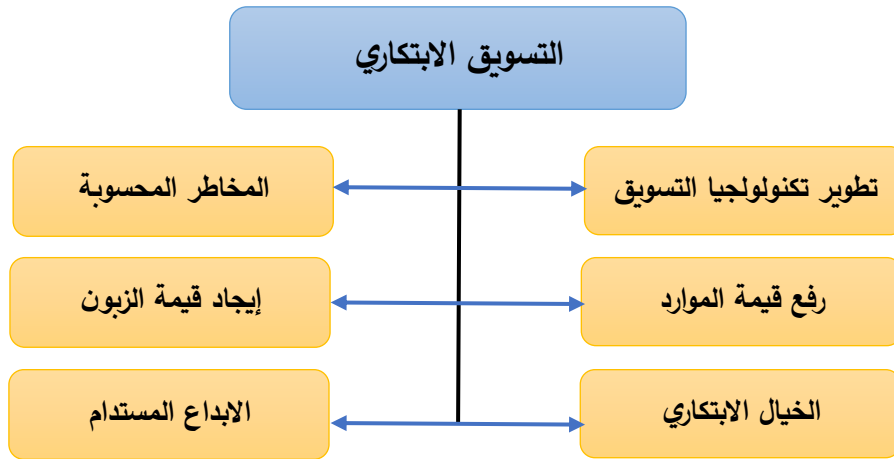 التسويق الابتكاري
تطوير تكنولولجيا التسويق
المخاطر المحسوبة
رفع قيمة الموارد
إيجاد قيمة الزبون
الخيال الابتكاري
الابداع المستدام